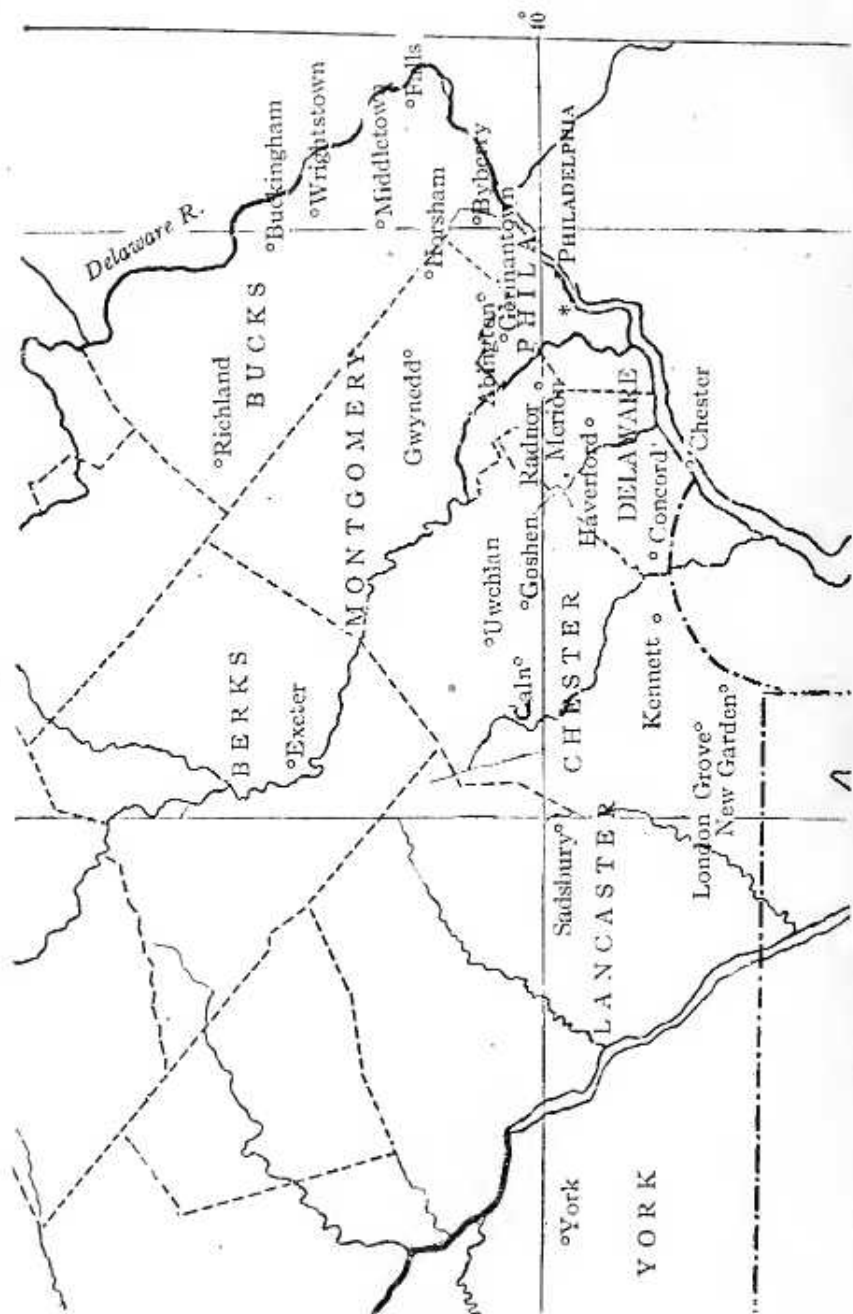 40°
Delaware R.
°Buckingham
°Wrightstown
°Middletown
°Falls
°Richland
BUCKS
°Horsham
°Byberry
MONTGOMERY
Gwynedd°
Abington°
°Germantown
PHILA
*PHILADELPHIA
BERKS
°Exeter
°Uwchlan
°Goshen
Radnor
°Merion
Haverford°
DELAWARE
°Concord
°Chester
Caln°
CHESTER
Kennett °
London Grove°
New Garden°
Sadsbury°
LANCASTER
°York
YORK